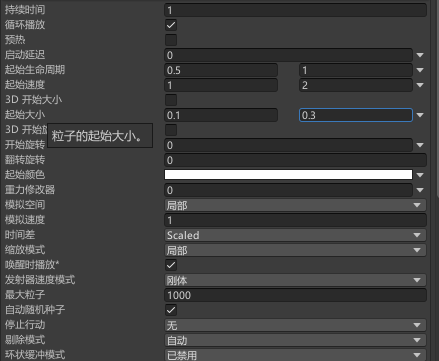 持续时间 1
循环播放
预热
启动延迟 0
起始生命周期 0.5 1
起始速度 1 2
3D 开始大小
起始大小 0.1 0.3
3D 开始旋
粒子的起始大小。
开始旋转 0
翻转旋转 0
起始颜色
重力修改器 0
模拟空间 局部
模拟速度 1
时间差 Scaled
缩放模式 局部
唤醒时播放*
发射器速度模式 刚体
最大粒子 1000
自动随机种子
停止行动 无
剔除模式 自动
环状缓冲模式 已禁用